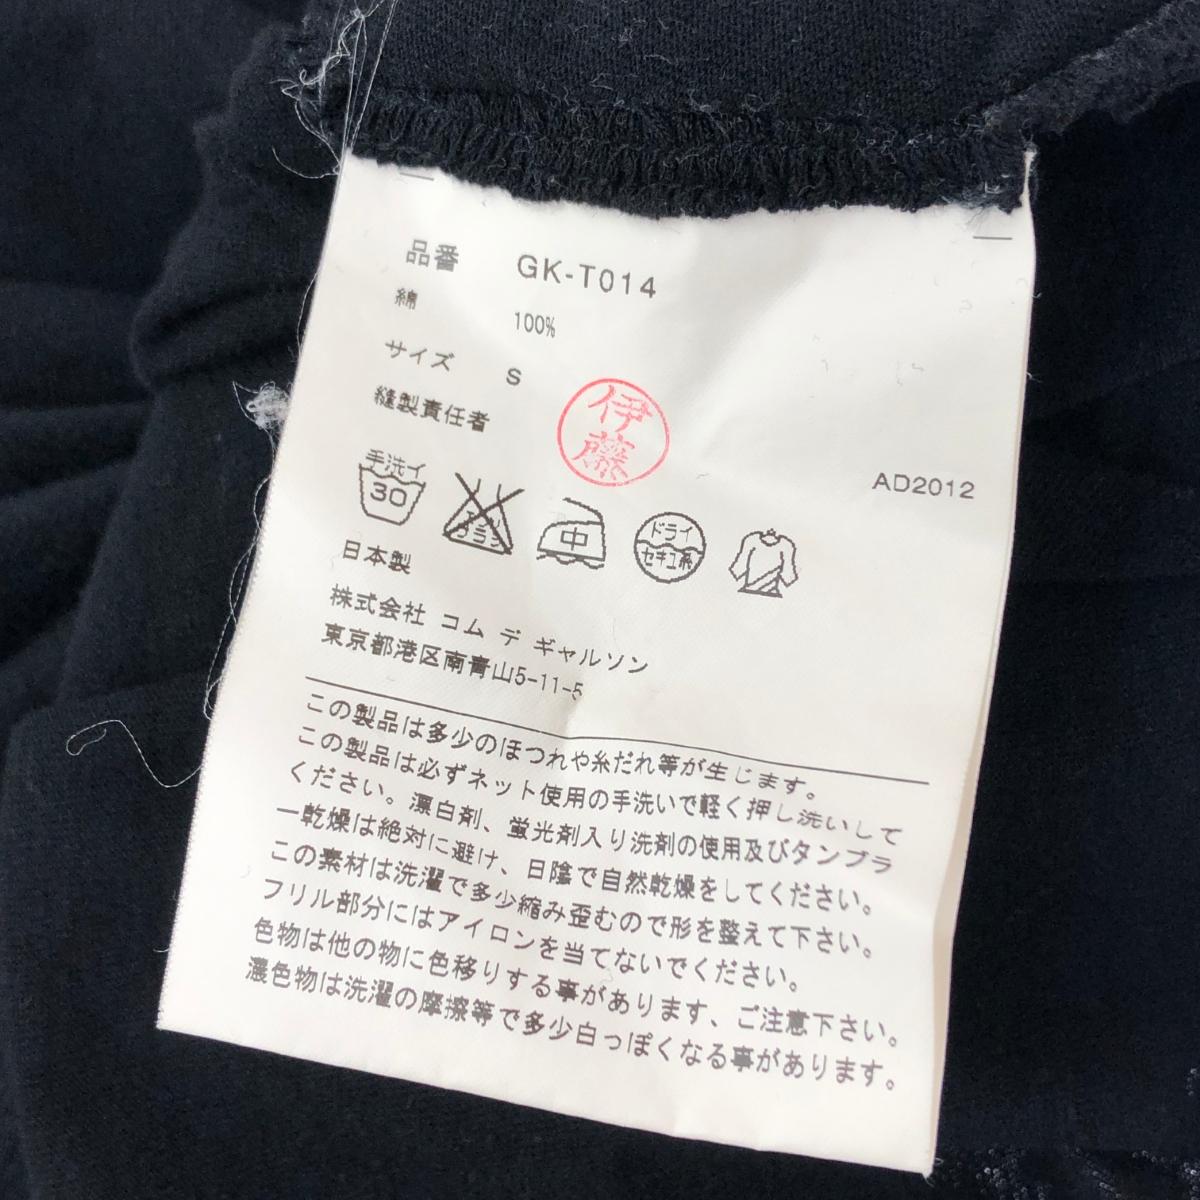 品番 GK-T014
綿 100%
サイズ S
縫製責任者
伊藤
AD2012
手洗イ
30
エンソ
サラシ
中
ドライ
セキユ系
日本製
株式会社 コム デ ギャルソン
東京都港区南青山5-11-5
この製品は多少のほつれや糸だれ等が生じます。
この製品は必ずネット使用の手洗いで軽く押し洗いして
ください。漂白剤、蛍光剤入り洗剤の使用及びタンブラ
ー乾燥は絶対に避け、日陰で自然乾燥をしてください。
この素材は洗濯で多少縮み歪むので形を整えて下さい。
フリル部分にはアイロンを当てないでください。
色物は他の物に色移りする事があります、ご注意下さい。
濃色物は洗濯の摩擦等で多少白っぽくなる事があります。